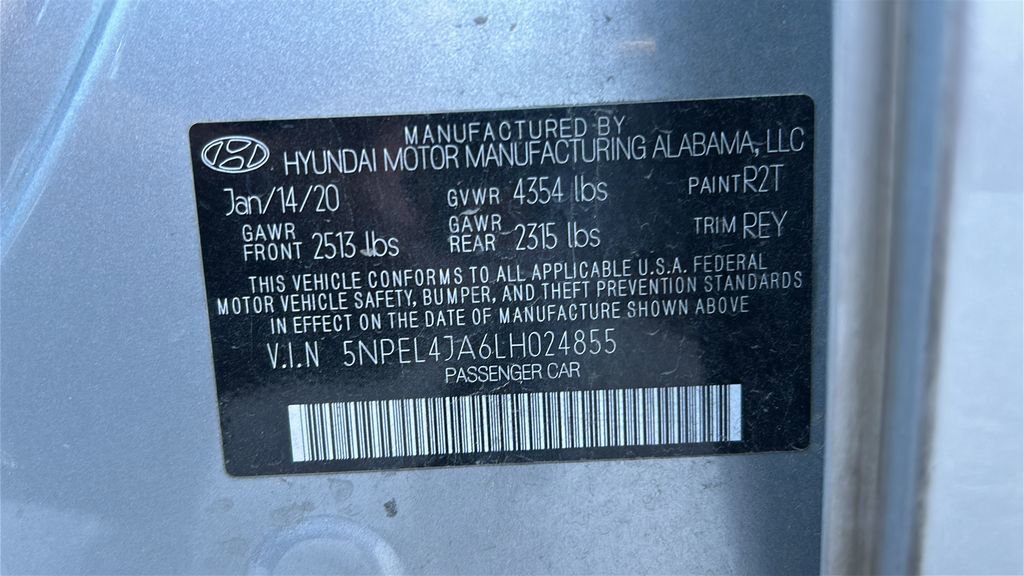 MANUFACTURED BY
HYUNDAI MOTOR MANUFACTURING ALABAMA, LLC
Jan/14/20 GVWR 4354 lbs PAINT R2T
GAWR FRONT 2513 lbs GAWR REAR 2315 lbs TRIM REY
THIS VEHICLE CONFORMS TO ALL APPLICABLE U.S.A. FEDERAL
MOTOR VEHICLE SAFETY, BUMPER, AND THEFT PREVENTION STANDARDS
IN EFFECT ON THE DATE OF MANUFACTURE SHOWN ABOVE
V.I.N 5NPEL4JA6LH024855
PASSENGER CAR